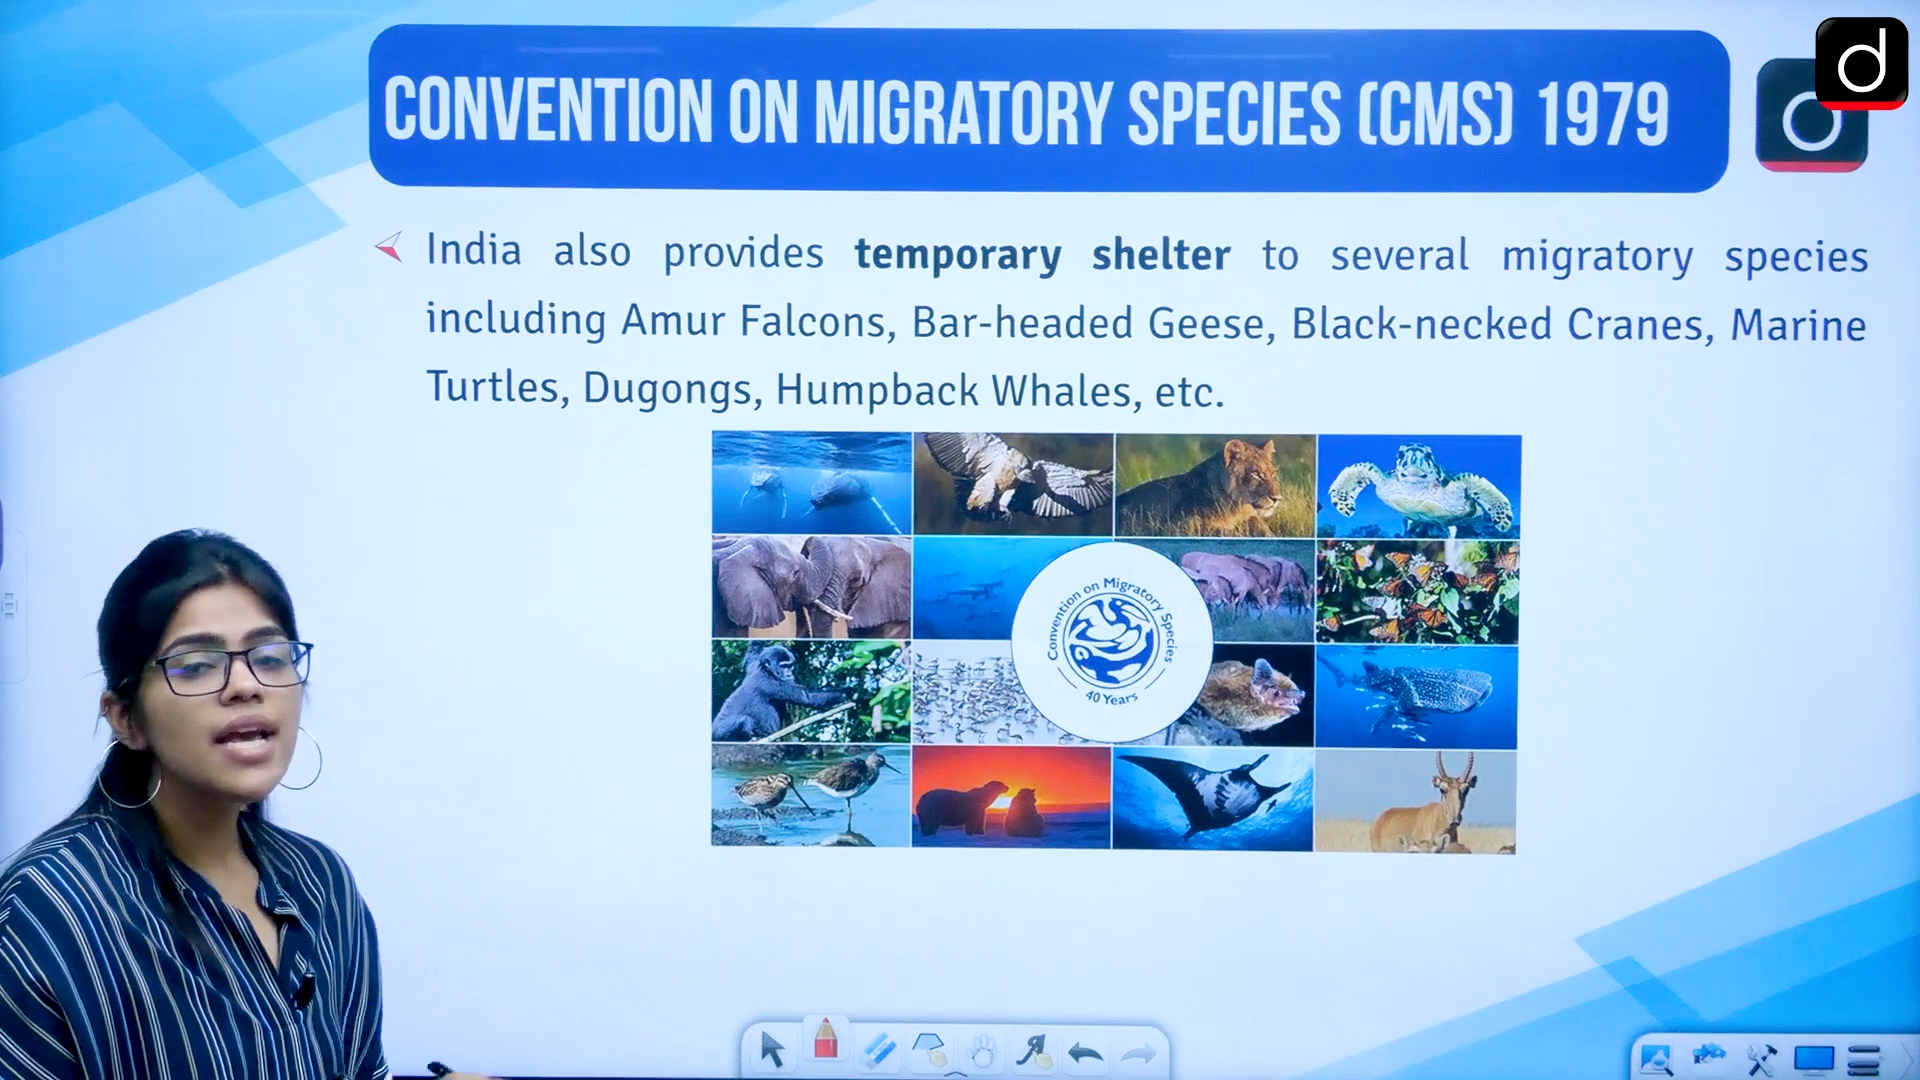 CONVENTION ON MIGRATORY SPECIES (CMS) 1979
d
India also provides temporary shelter to several migratory species
including Amur Falcons, Bar-headed Geese, Black-necked Cranes, Marine
Turtles, Dugongs, Humpback Whales, etc.
Convention on Migratory Species
40 Years